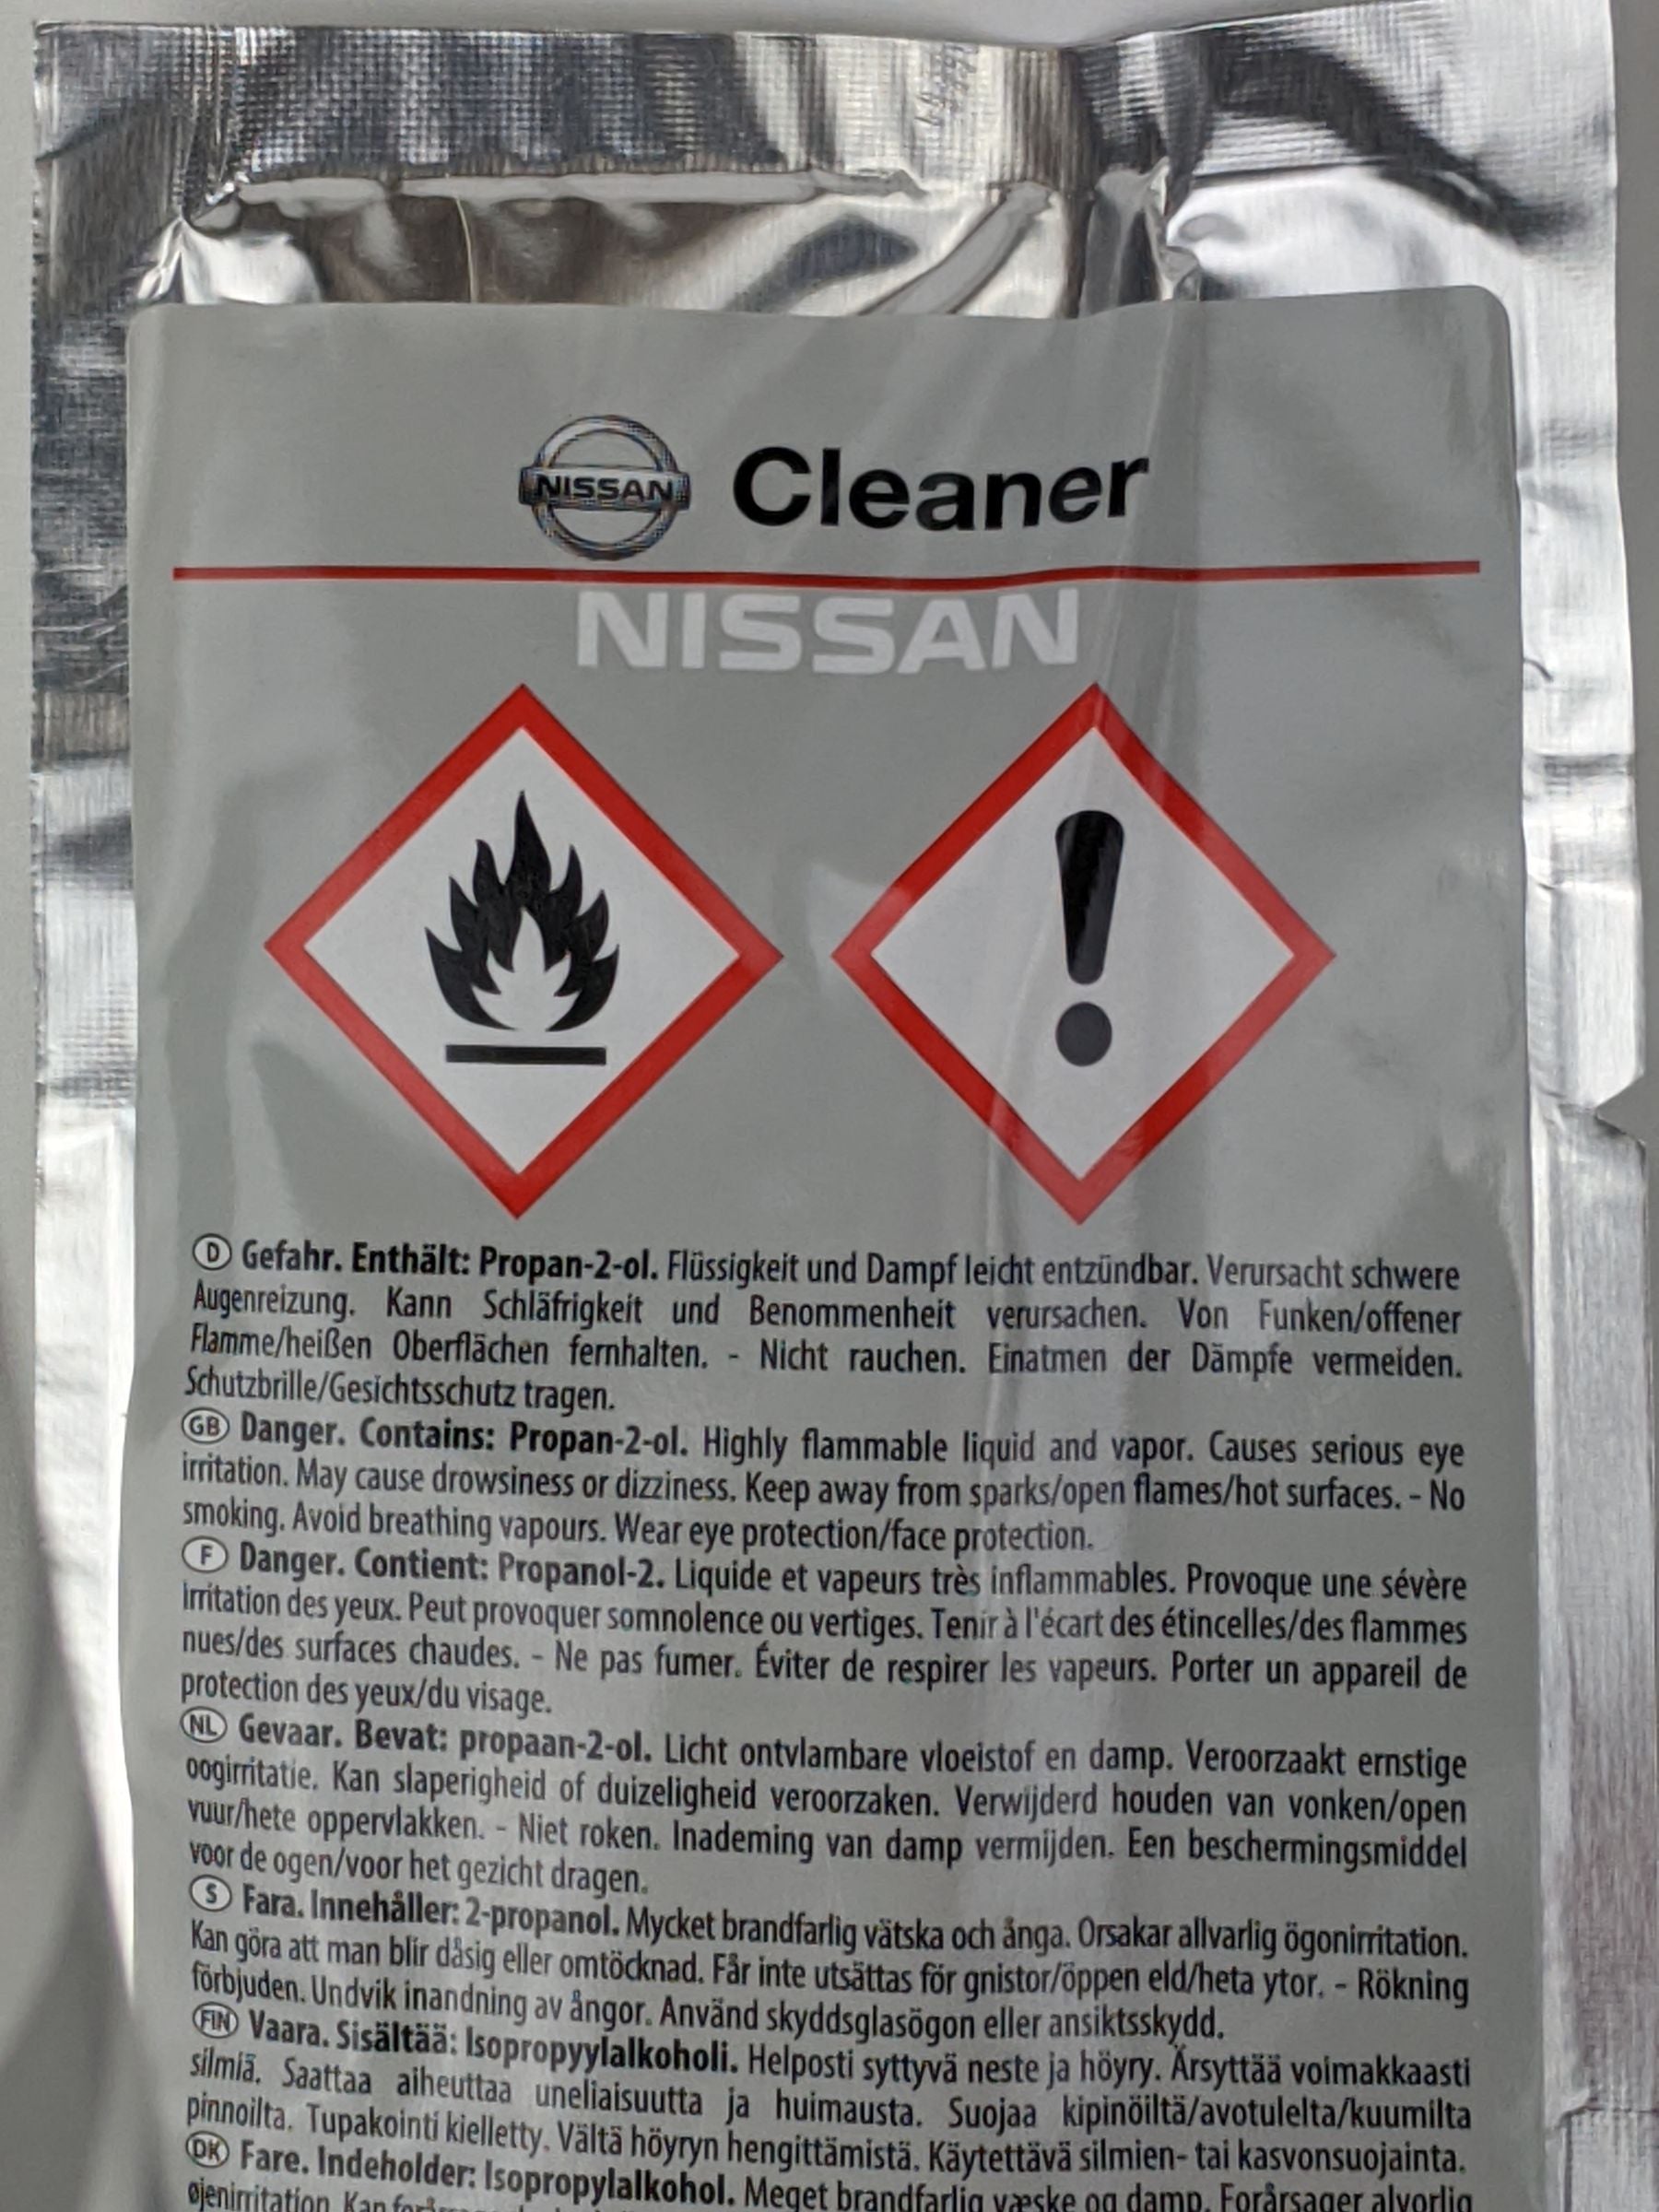 NISSAN Cleaner
NISSAN
D Gefahr. Enthält: Propan-2-ol. Flüssigkeit und Dampf leicht entzündbar. Verursacht schwere
Augenreizung. Kann Schläfrigkeit und Benommenheit verursachen. Von Funken/offener
Flamme/heißen Oberflächen fernhalten. - Nicht rauchen. Einatmen der Dämpfe vermeiden.
Schutzbrille/Gesichtsschutz tragen.
GB Danger. Contains: Propan-2-ol. Highly flammable liquid and vapor. Causes serious eye
irritation. May cause drowsiness or dizziness. Keep away from sparks/open flames/hot surfaces. - No
smoking. Avoid breathing vapours. Wear eye protection/face protection.
F Danger. Contient: Propanol-2. Liquide et vapeurs très inflammables. Provoque une sévère
irritation des yeux. Peut provoquer somnolence ou vertiges. Tenir à l'écart des étincelles/des flammes
nues/des surfaces chaudes. - Ne pas fumer. Éviter de respirer les vapeurs. Porter un appareil de
protection des yeux/du visage.
NL Gevaar. Bevat: propaan-2-ol. Licht ontvlambare vloeistof en damp. Veroorzaakt ernstige
oogirritatie. Kan slaperigheid of duizeligheid veroorzaken. Verwijderd houden van vonken/open
vuur/hete oppervlakken. - Niet roken. Inademing van damp vermijden. Een beschermingsmiddel
voor de ogen/voor het gezicht dragen.
S Fara. Innehåller: 2-propanol. Mycket brandfarlig vätska och ånga. Orsakar allvarlig ögonirritation.
Kan göra att man blir dåsig eller omtöcknad. Får inte utsättas för gnistor/öppen eld/heta ytor. - Rökning
förbjuden. Undvik inandning av ångor. Använd skyddsglasögon eller ansiktsskydd.
FIN Vaara. Sisältää: Isopropyylialkoholi. Helposti syttyvä neste ja höyry. Ärsyttää voimakkaasti
silmiä. Saattaa aiheuttaa uneliaisuutta ja huimausta. Suojaa kipinöiltä/avotulelta/kuumilta
pinnoilta. Tupakointi kielletty. Vältä höyryn hengittämistä. Käytettävä silmien- tai kasvonsuojainta.
DK Fare. Indeholder: Isopropylalkohol. Meget brandfarlig væske og damp. Forårsager alvorlig
øjenirritation. Kan